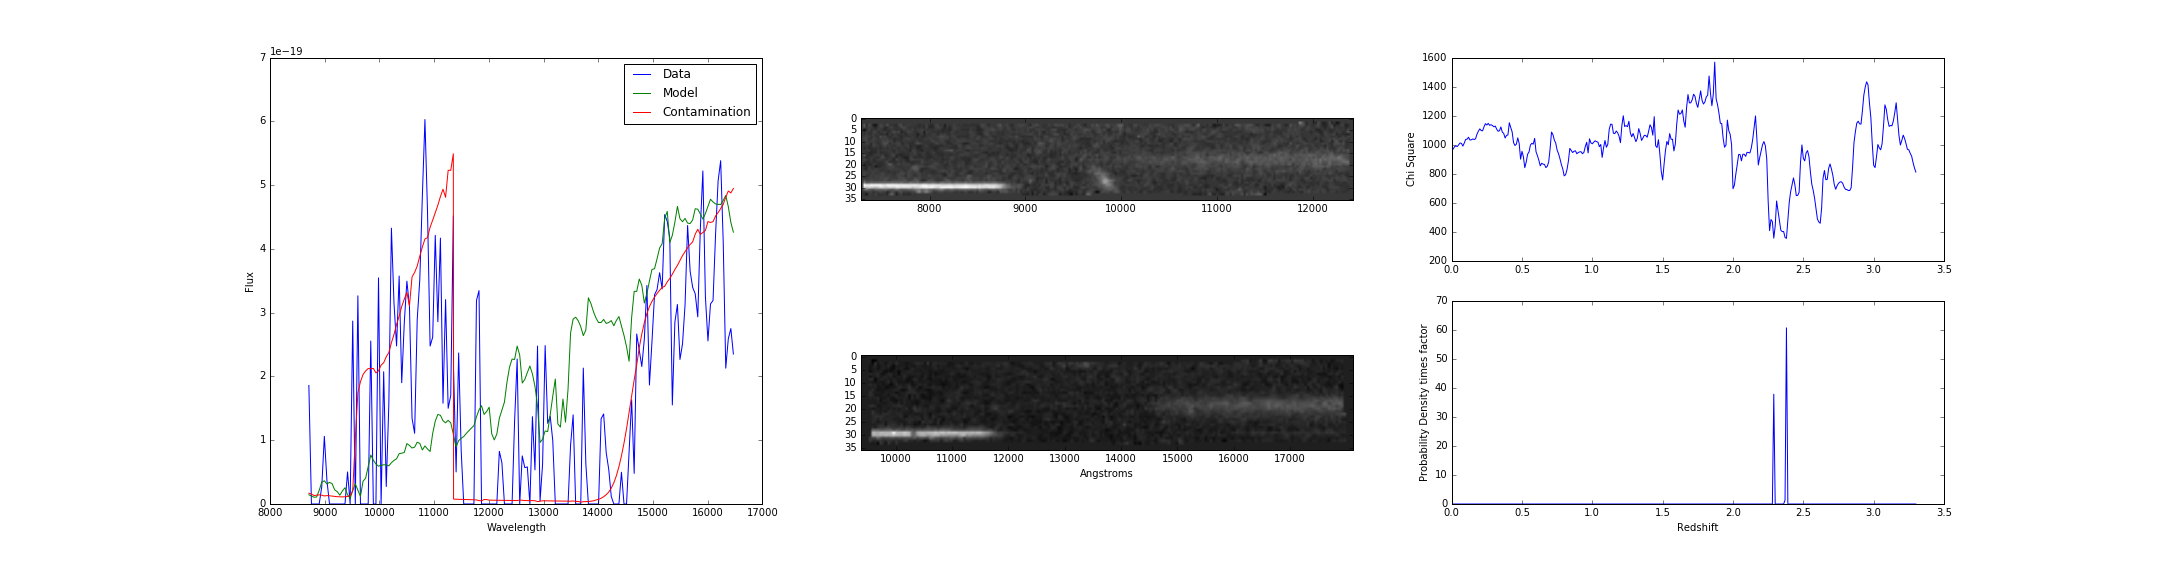 1e−19
7
6
5
4
3
2
1
0
Flux
8000 9000 10000 11000 12000 13000 14000 15000 16000 17000
Wavelength
Data
Model
Contamination
0
5
10
15
20
25
30
35
8000 9000 10000 11000 12000
0
5
10
15
20
25
30
35
10000 11000 12000 13000 14000 15000 16000 17000
Angstroms
1600
1400
1200
1000
800
600
400
200
Chi Square
0.0 0.5 1.0 1.5 2.0 2.5 3.0 3.5
70
60
50
40
30
20
10
0
Probability Density times factor
0.0 0.5 1.0 1.5 2.0 2.5 3.0 3.5
Redshift